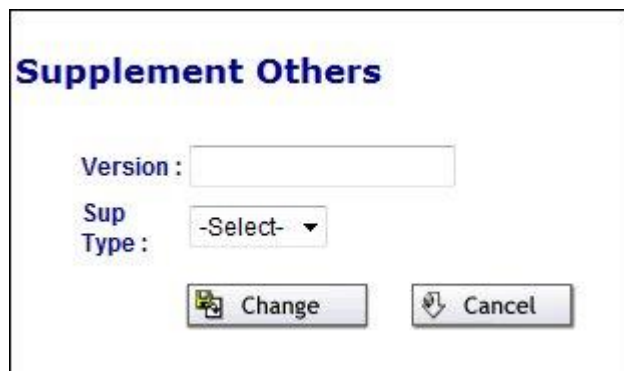 Supplement Others
Version :
Sup
Type :
-Select-
Change
Cancel